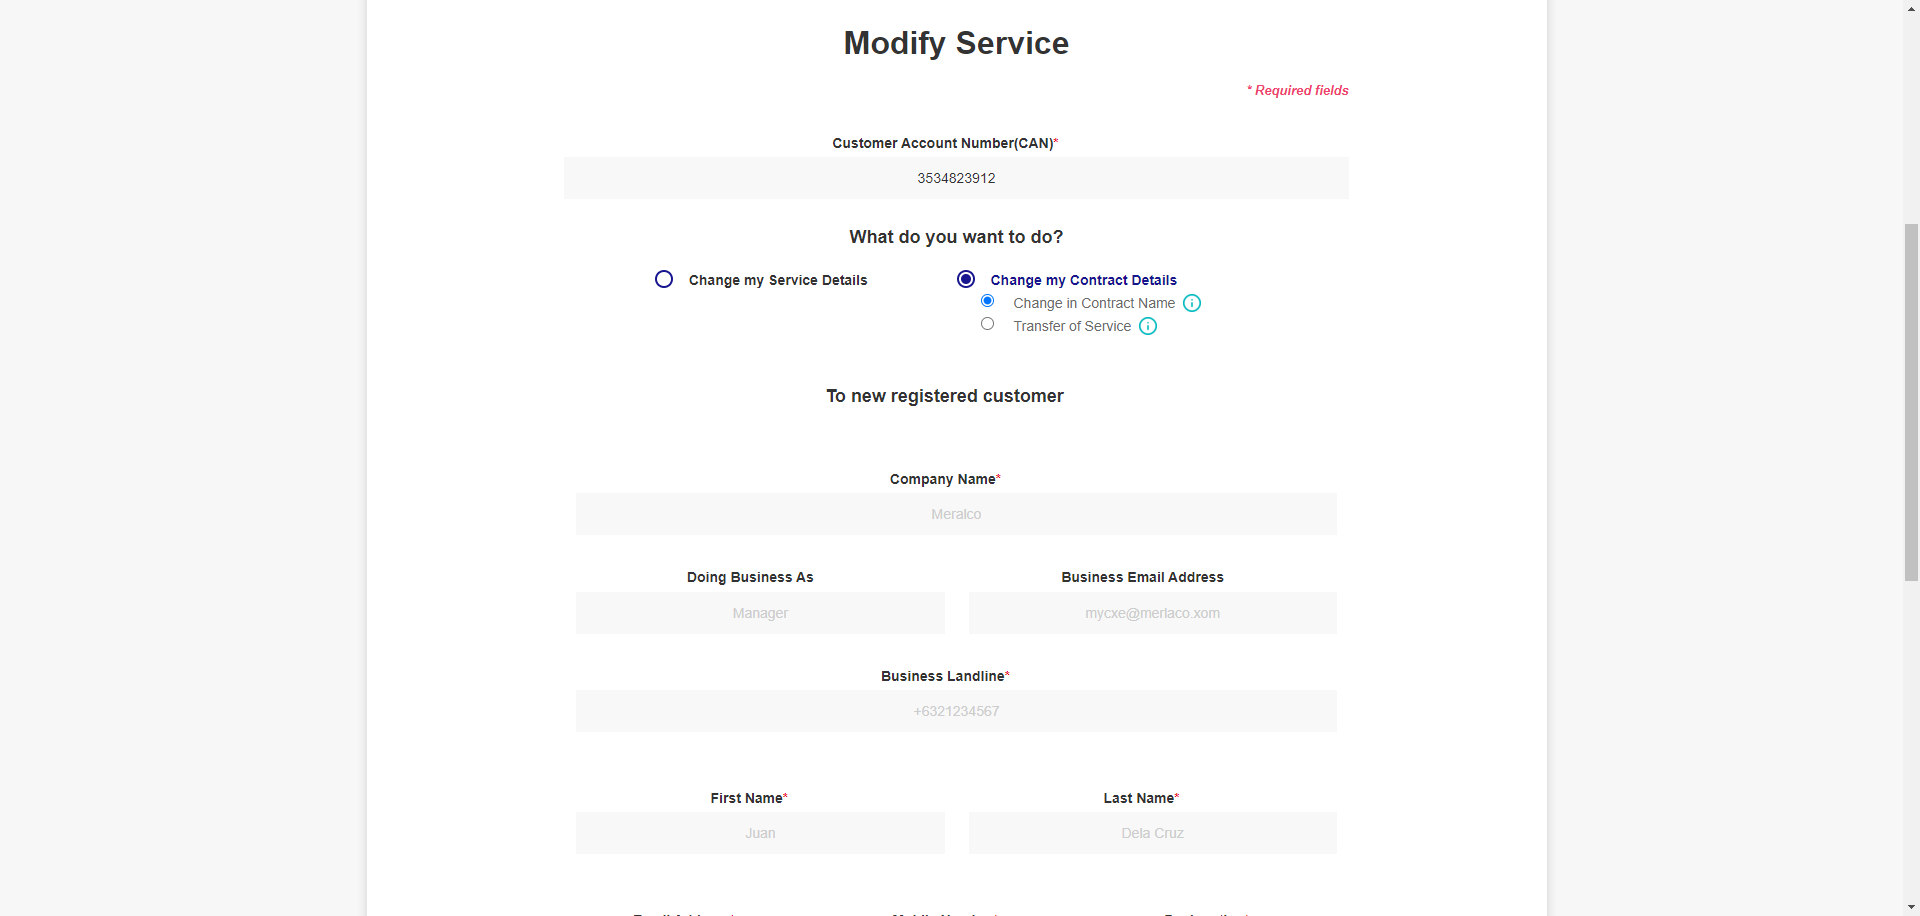 Modify Service
* Required fields
Customer Account Number(CAN)*
3534823912
What do you want to do?
Change my Service Details
Change my Contract Details
Change in Contract Name
Transfer of Service
To new registered customer
Company Name*
Meralco
Doing Business As
Business Email Address
Manager
mycxe@merlaco.xom
Business Landline*
+6321234567
First Name*
Last Name*
Juan
Dela Cruz